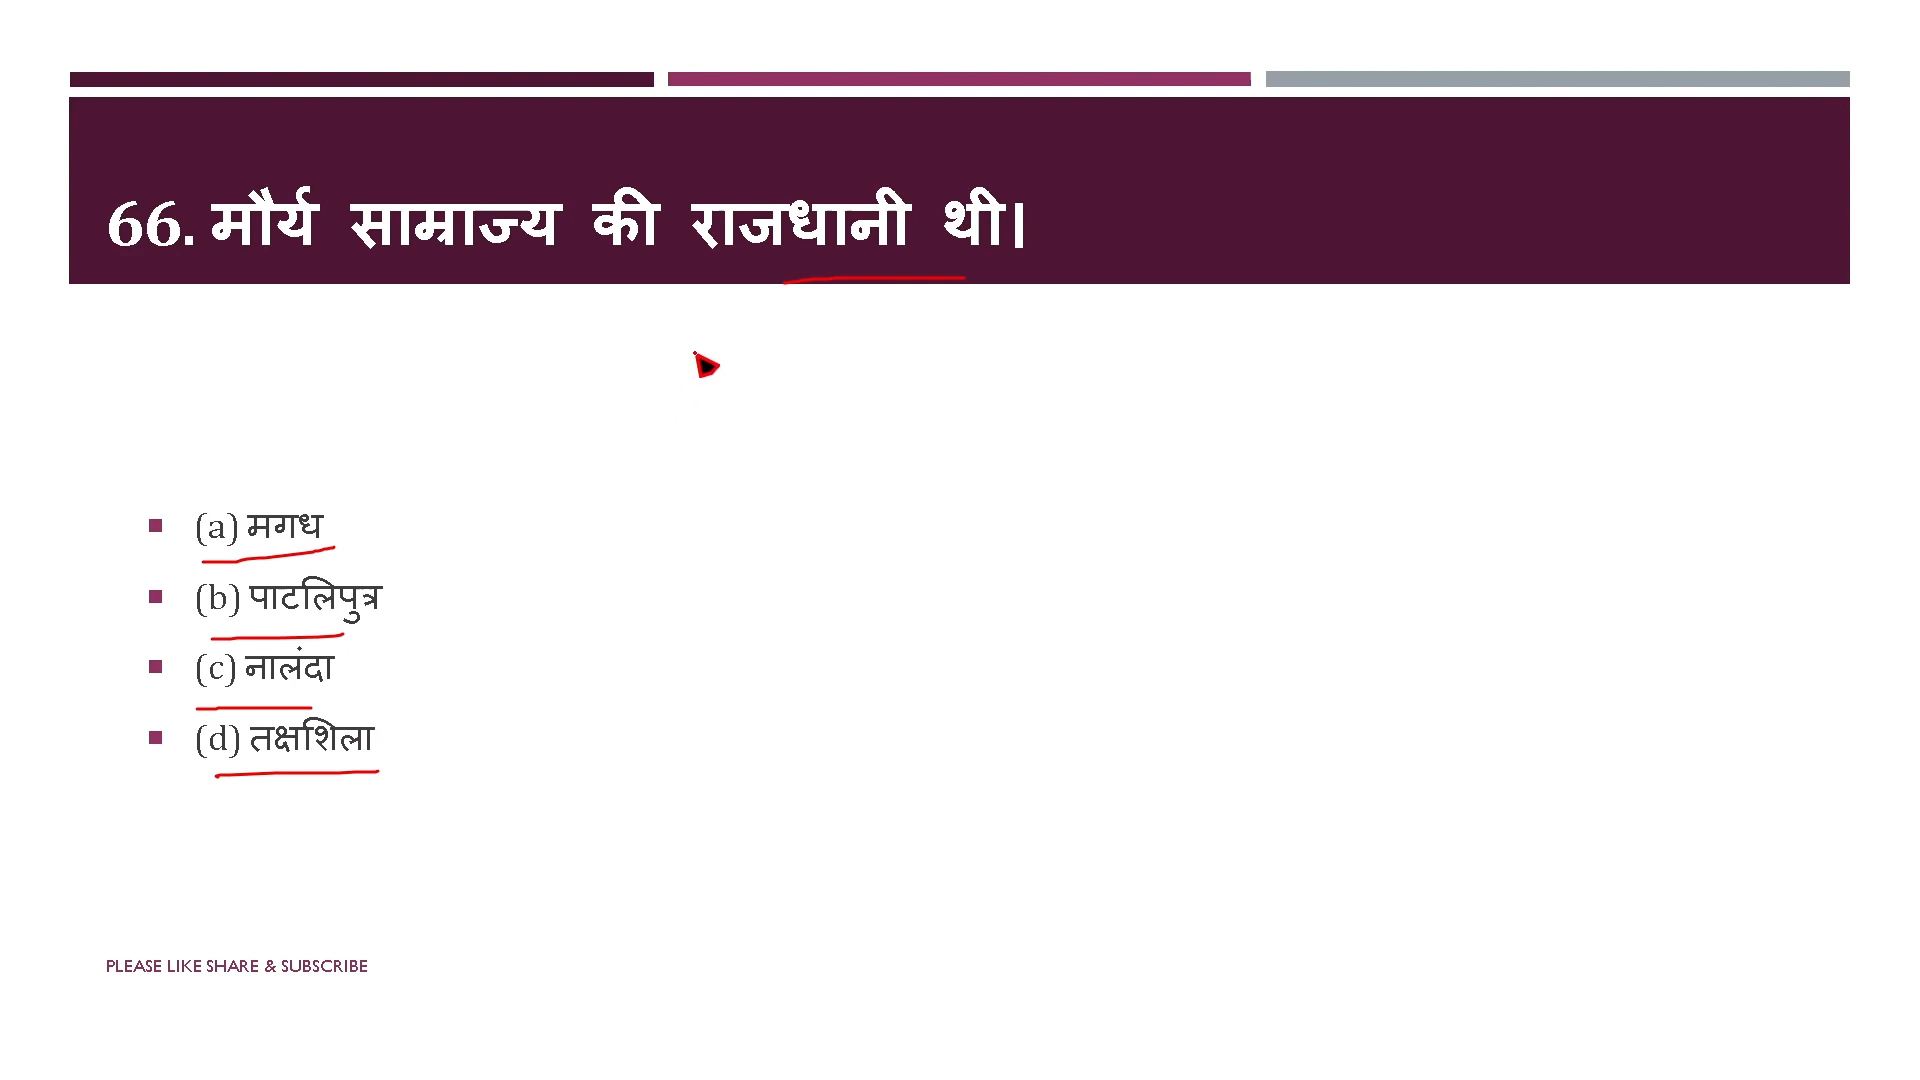 66. मौर्य साम्राज्य की राजधानी थी।
(a) मगध
(b) पाटलिपुत्र
(c) नालंदा
(d) तक्षशिला
PLEASE LIKE SHARE & SUBSCRIBE